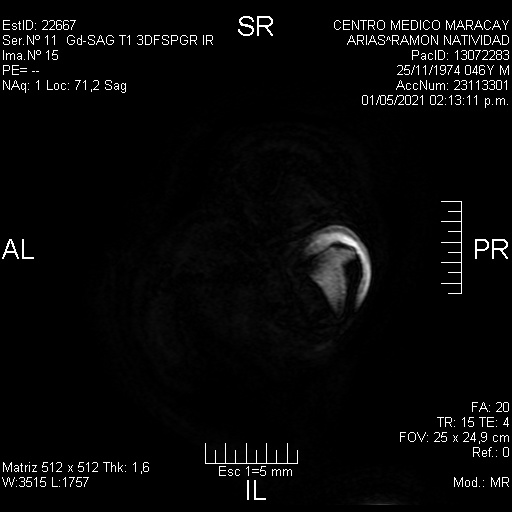 EstID: 22667
Ser.Nº 11 Gd-SAG T1 3DFSPGR IR
Ima.Nº 15
PE= --
NAq: 1 Loc: 71,2 Sag
SR
CENTRO MEDICO MARACAY
ARIAS^RAMON NATIVIDAD
PacID: 13072283
25/11/1974 046Y M
AccNum: 23113301
01/05/2021 02:13:11 p.m.
AL
PR
FA: 20
TR: 15 TE: 4
FOV: 25 x 24,9 cm
Ref.: 0
Matriz 512 x 512 Thk: 1,6
W:3515 L:1757
Esc 1=5 mm
IL
Mod.: MR